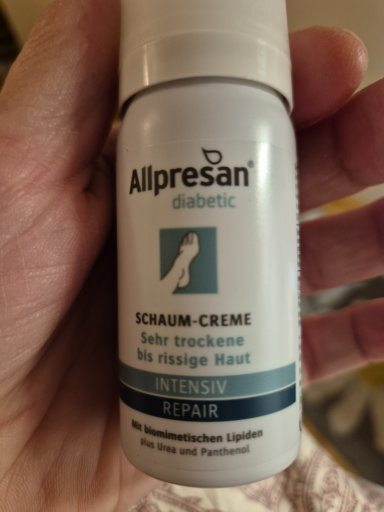 Allpresan®
diabetic
SCHAUM-CREME
Sehr trockene
bis rissige Haut
INTENSIV
REPAIR
Mit biomimetischen Lipiden
plus Urea und Panthenol